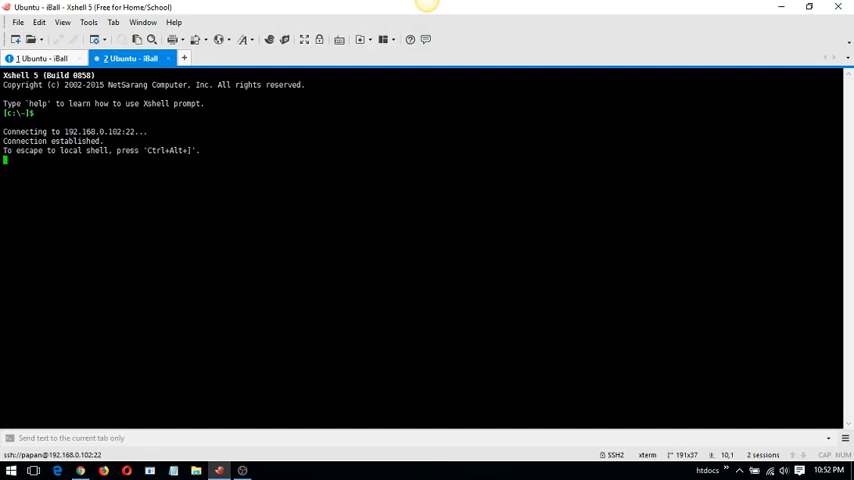 Ubuntu - iBall - Xshell 5 (Free for Home/School)
File Edit View Tools Tab Window Help
1 Ubuntu - iBall
2 Ubuntu - iBall
Xshell 5 (Build 0858)
Copyright (c) 2002-2015 NetSarang Computer, Inc. All rights reserved.
Type `help' to learn how to use Xshell prompt.
[c:\~]$
Connecting to 192.168.0.102:22...
Connection established.
To escape to local shell, press 'Ctrl+Alt+]'.
Send text to the current tab only
ssh://papan@192.168.0.102:22 SSH2 xterm 191x37 10,1 2 sessions CAP NUM
htdocs 10:52 PM